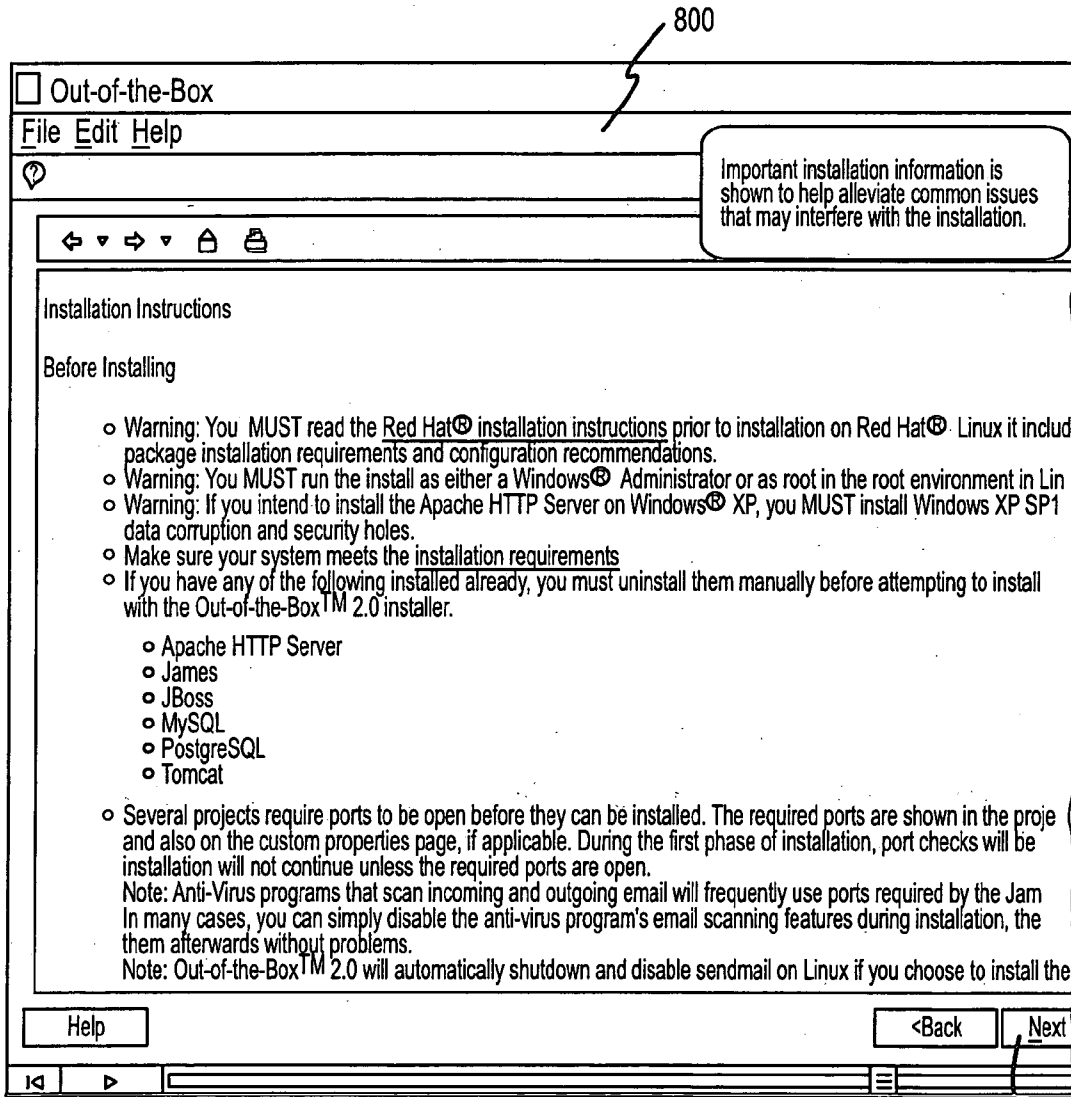 800
Out-of-the-Box
File Edit Help
Important installation information is
shown to help alleviate common issues
that may interfere with the installation.
Installation Instructions
Before Installing
Warning: You MUST read the Red Hat® installation instructions prior to installation on Red Hat® Linux it includ
package installation requirements and configuration recommendations.
Warning: You MUST run the install as either a Windows® Administrator or as root in the root environment in Lin
Warning: If you intend to install the Apache HTTP Server on Windows® XP, you MUST install Windows XP SP1
data corruption and security holes.
Make sure your system meets the installation requirements
If you have any of the following installed already, you must uninstall them manually before attempting to install
with the Out-of-the-Box™ 2.0 installer.
Apache HTTP Server
James
JBoss
MySQL
PostgreSQL
Tomcat
Several projects require ports to be open before they can be installed. The required ports are shown in the proje
and also on the custom properties page, if applicable. During the first phase of installation, port checks will be
installation will not continue unless the required ports are open.
Note: Anti-Virus programs that scan incoming and outgoing email will frequently use ports required by the Jam
In many cases, you can simply disable the anti-virus program's email scanning features during installation, the
them afterwards without problems.
Note: Out-of-the-Box™ 2.0 will automatically shutdown and disable sendmail on Linux if you choose to install the
Help
<Back
Next